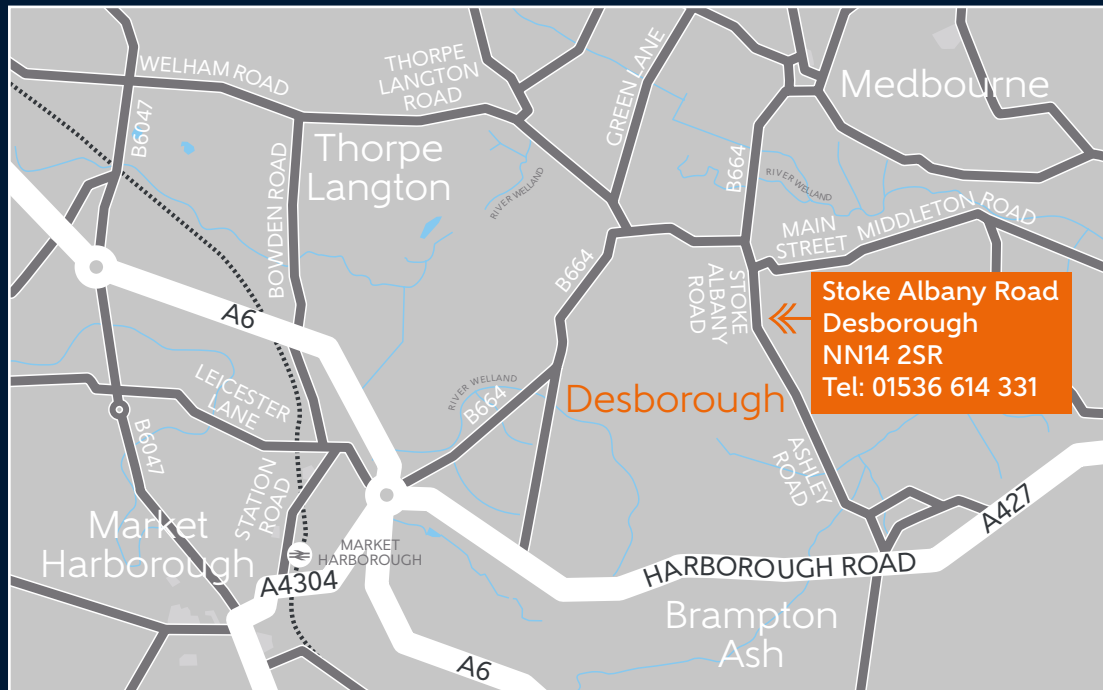 WELHAM ROAD
THORPE
LANGTON
ROAD
GREEN LANE
Medbourne
B6047
Thorpe
Langton
BOWDEN ROAD
RIVER WELLAND
B664
RIVER WELLAND
MAIN
STREET
MIDDLETON ROAD
B664
STOKE
ALBANY
ROAD
Stoke Albany Road
Desborough
NN14 2SR
Tel: 01536 614 331
A6
LEICESTER
LANE
RIVER WELLAND
B664
Desborough
B6047
STATION
ROAD
ASHLEY
ROAD
Market
Harborough
MARKET
HARBOROUGH
A427
HARBOROUGH ROAD
A4304
Brampton
Ash
A6